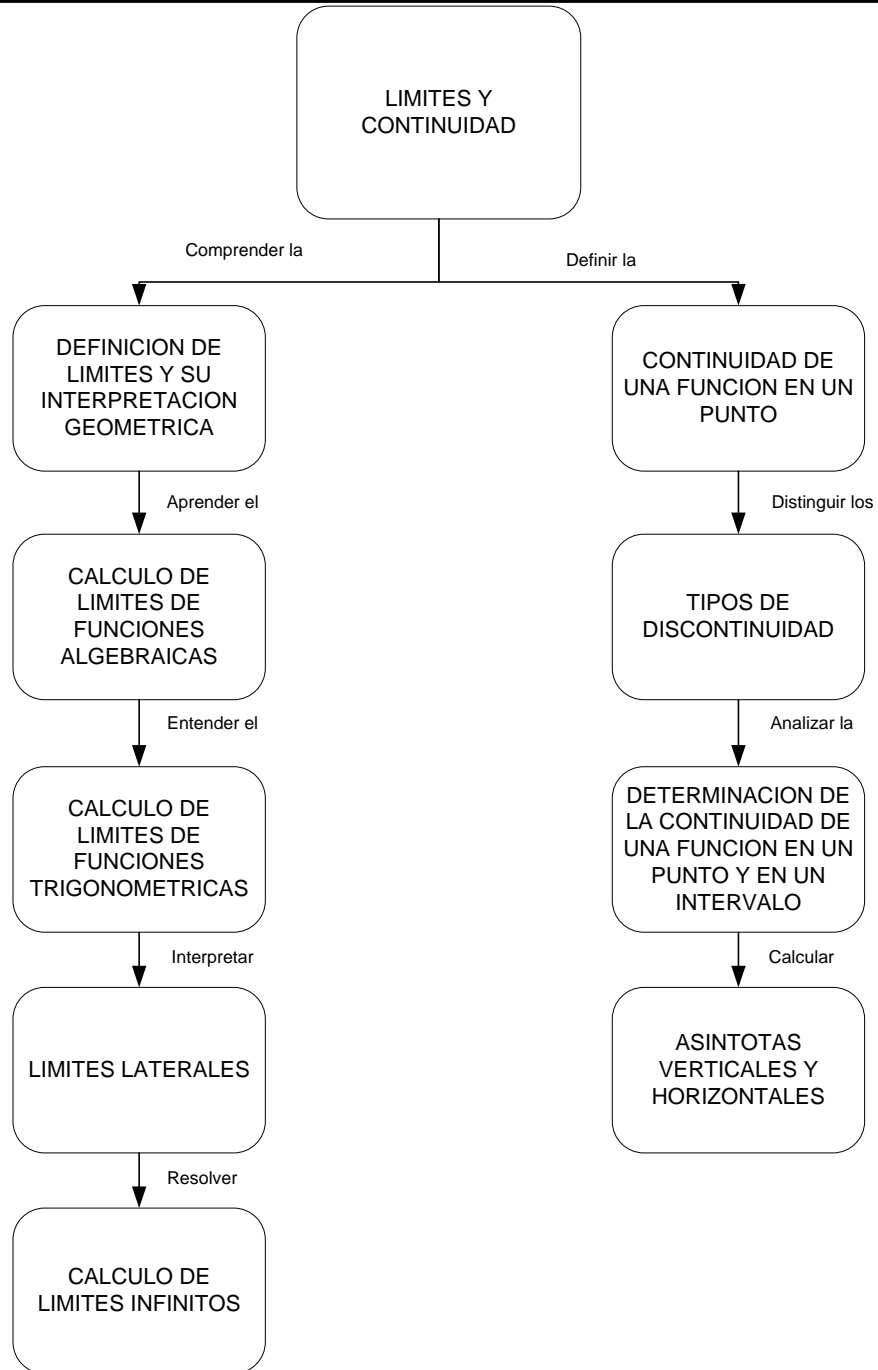 LIMITES Y
CONTINUIDAD
Comprender la
Definir la
DEFINICION DE
LIMITES Y SU
INTERPRETACION
GEOMETRICA
CONTINUIDAD DE
UNA FUNCION EN UN
PUNTO
Aprender el
Distinguir los
CALCULO DE
LIMITES DE
FUNCIONES
ALGEBRAICAS
TIPOS DE
DISCONTINUIDAD
Entender el
Analizar la
CALCULO DE
LIMITES DE
FUNCIONES
TRIGONOMETRICAS
DETERMINACION DE
LA CONTINUIDAD DE
UNA FUNCION EN UN
PUNTO Y EN UN
INTERVALO
Interpretar
Calcular
LIMITES LATERALES
ASINTOTAS
VERTICALES Y
HORIZONTALES
Resolver
CALCULO DE
LIMITES INFINITOS